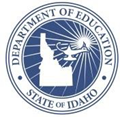 DEPARTMENT OF EDUCATION
STATE OF IDAHO